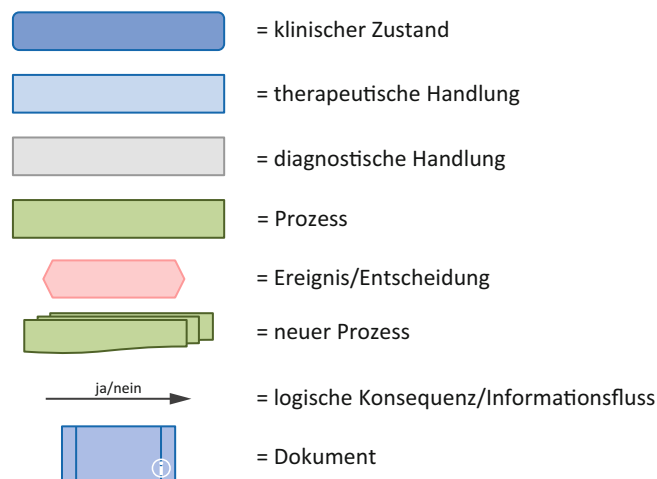 = klinischer Zustand
= therapeutische Handlung
= diagnostische Handlung
= Prozess
= Ereignis/Entscheidung
= neuer Prozess
ja/nein
= logische Konsequenz/Informationsfluss
i
= Dokument